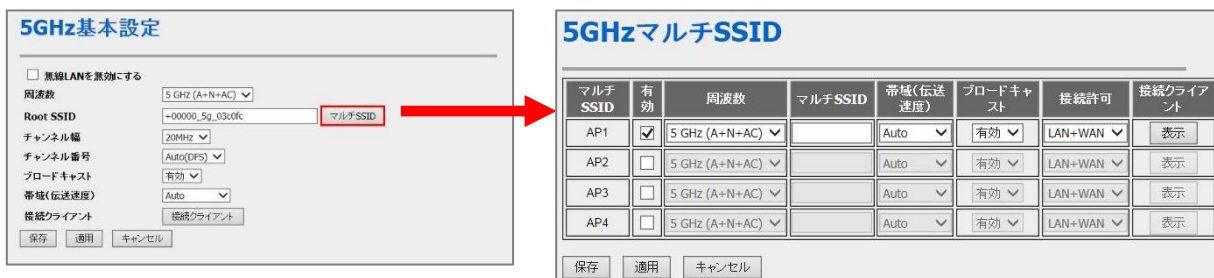 5GHz基本設定
無線LANを無効にする
周波数 5 GHz (A+N+AC)
Root SSID +00000_5g_03c0fc マルチSSID
チャンネル幅 20MHz
チャンネル番号 Auto(DFS)
ブロードキャスト 有効
帯域(伝送速度) Auto
接続クライアント 接続クライアント
保存 適用 キャンセル
5GHzマルチSSID
マルチSSID 有効 周波数 マルチSSID 帯域(伝送速度) ブロードキャスト 接続許可 接続クライアント
AP1 5 GHz (A+N+AC) Auto 有効 LAN+WAN 表示
AP2 5 GHz (A+N+AC) Auto 有効 LAN+WAN 表示
AP3 5 GHz (A+N+AC) Auto 有効 LAN+WAN 表示
AP4 5 GHz (A+N+AC) Auto 有効 LAN+WAN 表示
保存 適用 キャンセル